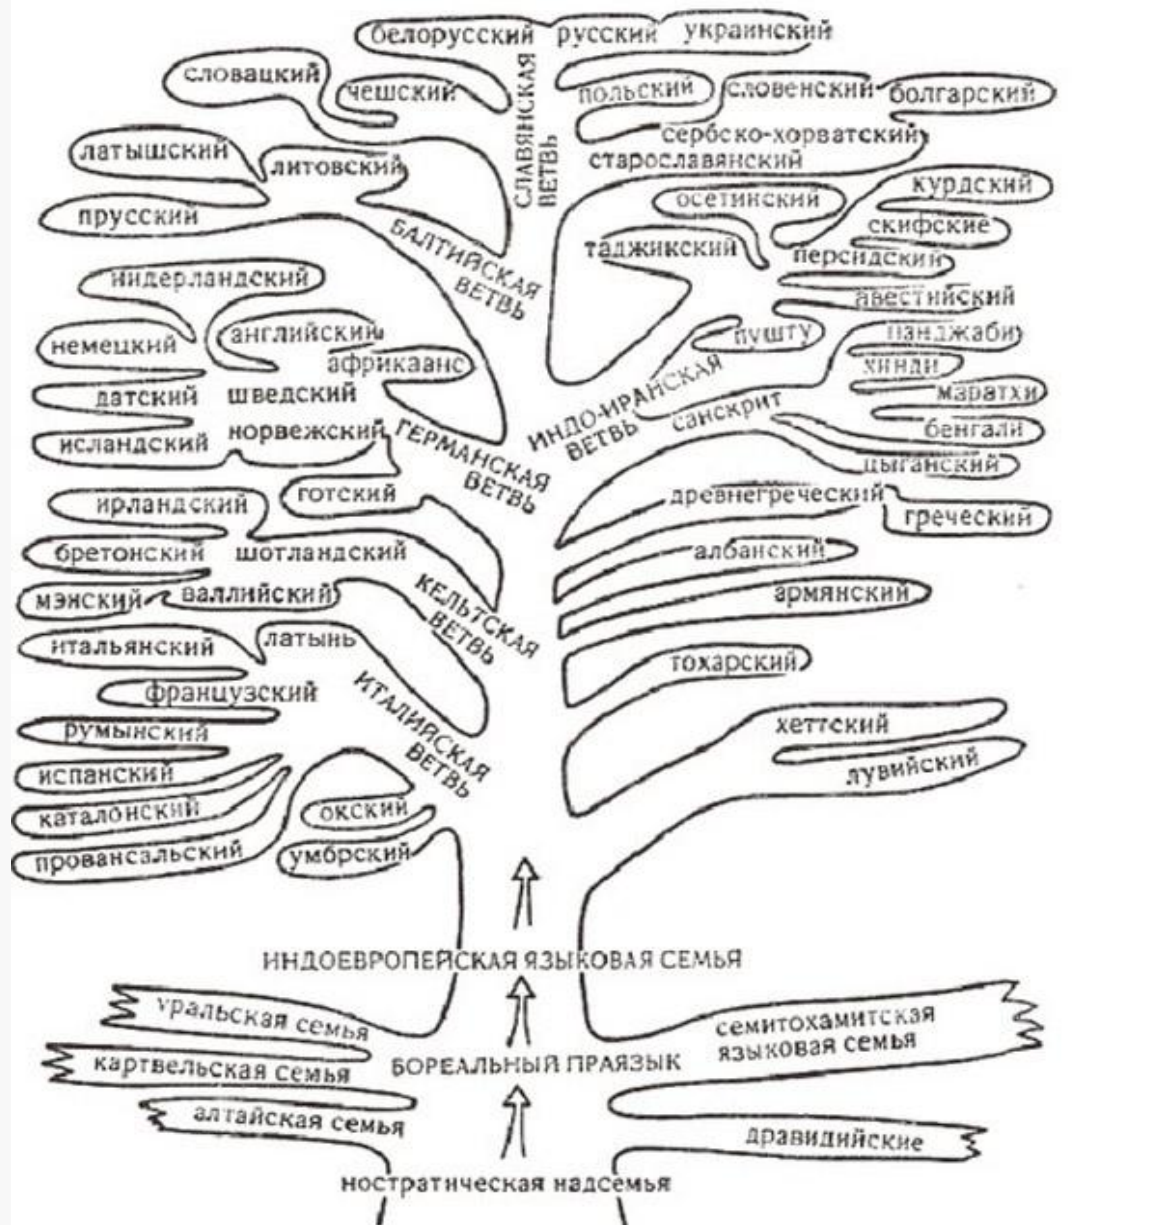 белорусский русский украинский
словацкий
чешский
СЛАВЯНСКАЯ
ВЕТВЬ
польский
словенский
болгарский
сербско-хорватский
старославянский
латышский
литовский
прусский
БАЛТИЙСКАЯ
ВЕТВЬ
осетинский
курдский
скифские
таджикский
персидский
авестийский
пушту
ИНДО-ИРАНСКАЯ
ВЕТВЬ
санскрит
панджаби
хинди
маратхи
бенгали
цыганский
нидерландский
немецкий
английский
африкаанс
датский
шведский
исландский
норвежский
готский
ГЕРМАНСКАЯ
ВЕТВЬ
древнегреческий
греческий
албанский
армянский
тохарский
хеттский
лувийский
ирландский
бретонский
шотландский
мэнский
валлийский
КЕЛЬТСКАЯ
ВЕТВЬ
итальянский
латынь
французский
румынский
испанский
каталонский
провансальский
окский
умбрский
ИТАЛИЙСКАЯ
ВЕТВЬ
ИНДОЕВРОПЕЙСКАЯ ЯЗЫКОВАЯ СЕМЬЯ
уральская семья
семитохамитская
языковая семья
картвельская семья
БОРЕАЛЬНЫЙ ПРАЯЗЫК
алтайская семья
дравидийские
ностратическая надсемья